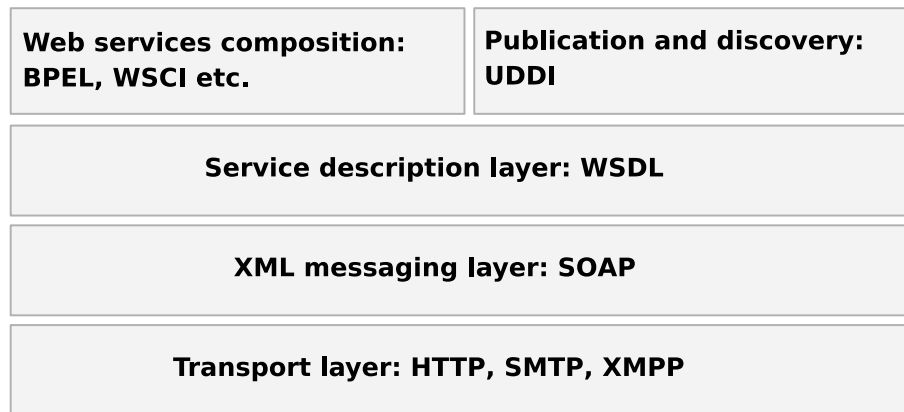 Web services composition:
BPEL, WSCI etc.
Publication and discovery:
UDDI
Service description layer: WSDL
XML messaging layer: SOAP
Transport layer: HTTP, SMTP, XMPP